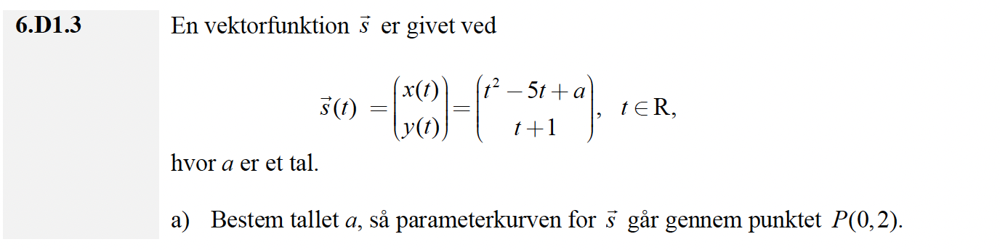 6.D1.3 En vektorfunktion $\vec{s}$ er givet ved
$\vec{s}(t) = \begin{pmatrix} x(t) \\ y(t) \end{pmatrix} = \begin{pmatrix} t^2 - 5t + a \\ t + 1 \end{pmatrix}, \; t \in \mathrm{R},$
hvor a er et tal.
a) Bestem tallet a, så parameterkurven for $\vec{s}$ går gennem punktet P(0,2).